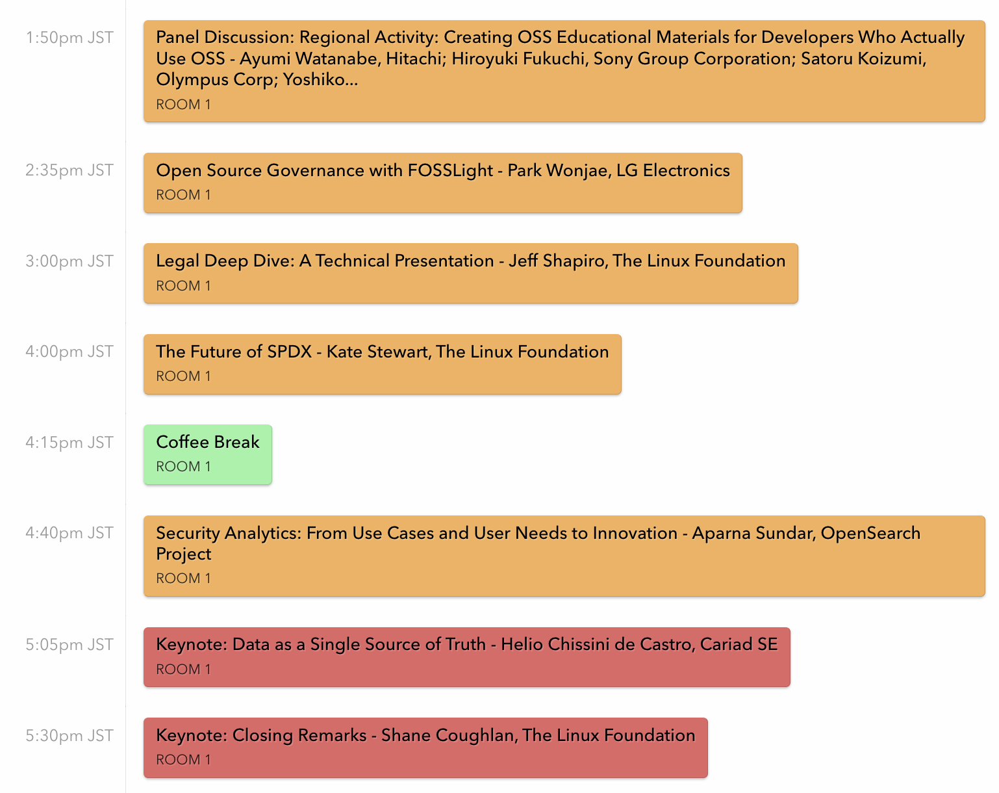 1:50pm JST
Panel Discussion: Regional Activity: Creating OSS Educational Materials for Developers Who Actually
Use OSS - Ayumi Watanabe, Hitachi; Hiroyuki Fukuchi, Sony Group Corporation; Satoru Koizumi,
Olympus Corp; Yoshiko...
ROOM 1
2:35pm JST
Open Source Governance with FOSSLight - Park Wonjae, LG Electronics
ROOM 1
3:00pm JST
Legal Deep Dive: A Technical Presentation - Jeff Shapiro, The Linux Foundation
ROOM 1
4:00pm JST
The Future of SPDX - Kate Stewart, The Linux Foundation
ROOM 1
4:15pm JST
Coffee Break
ROOM 1
4:40pm JST
Security Analytics: From Use Cases and User Needs to Innovation - Aparna Sundar, OpenSearch
Project
ROOM 1
5:05pm JST
Keynote: Data as a Single Source of Truth - Helio Chissini de Castro, Cariad SE
ROOM 1
5:30pm JST
Keynote: Closing Remarks - Shane Coughlan, The Linux Foundation
ROOM 1